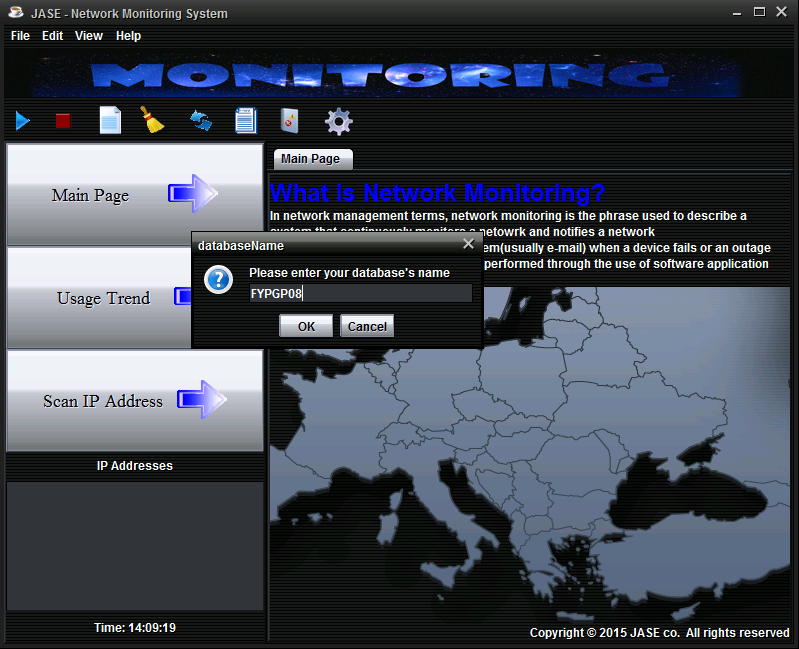 JASE - Network Monitoring System
File Edit View Help
MONITORING
Main Page
Usage Trend
Scan IP Address
IP Addresses
Time: 14:09:19
Main Page
What Is Network Monitoring?
In network management terms, network monitoring is the phrase used to describe a
system that continuously monitors a netowrk and notifies a network
em(usually e-mail) when a device fails or an outage
performed through the use of software application
databaseName
Please enter your database's name
FYPGP08
OK Cancel
Copyright © 2015 JASE co. All rights reserved